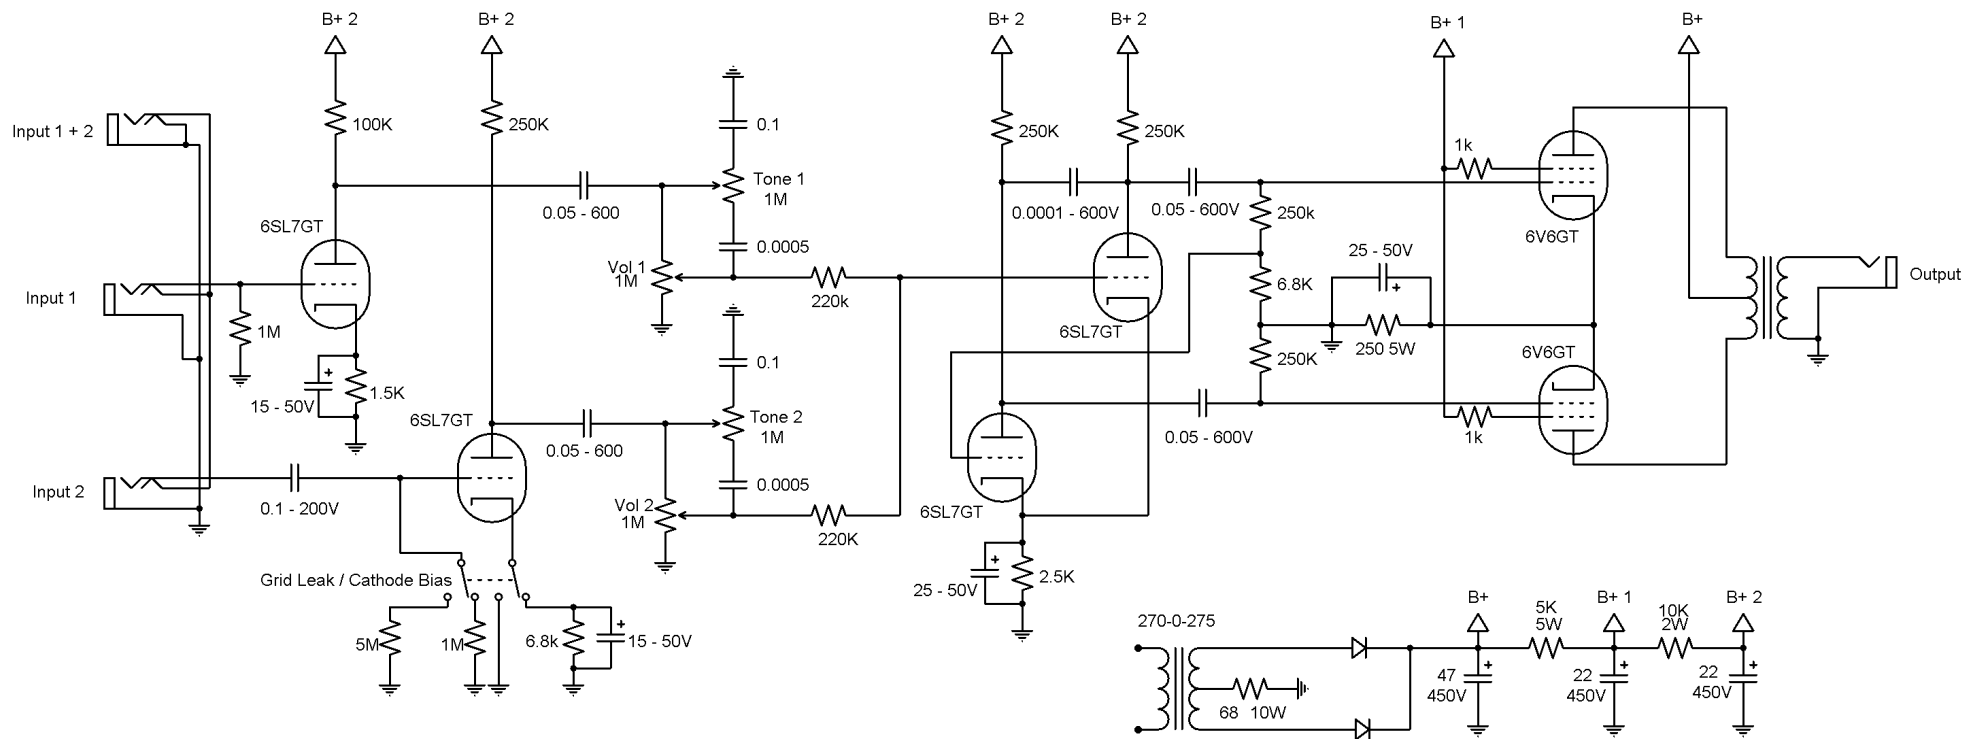 B+ 2
B+ 2
B+ 2
B+ 2
B+ 1
B+
Input 1 + 2
100K
250K
0.1
250K
250K
1k
Tone 1
1M
0.05 - 600
0.0001 - 600V
0.05 - 600V
250k
6SL7GT
0.0005
6V6GT
25 - 50V
Input 1
Vol 1
1M
220k
6.8K
Output
1M
6SL7GT
250 5W
250K
6V6GT
0.1
15 - 50V
1.5K
6SL7GT
Tone 2
1M
0.05 - 600
0.05 - 600V
1k
Input 2
0.1 - 200V
0.0005
Vol 2
1M
220K
6SL7GT
Grid Leak / Cathode Bias
25 - 50V
2.5K
5M
1M
6.8k
15 - 50V
270-0-275
68 10W
B+
5K
5W
B+ 1
10K
2W
B+ 2
47
450V
22
450V
22
450V